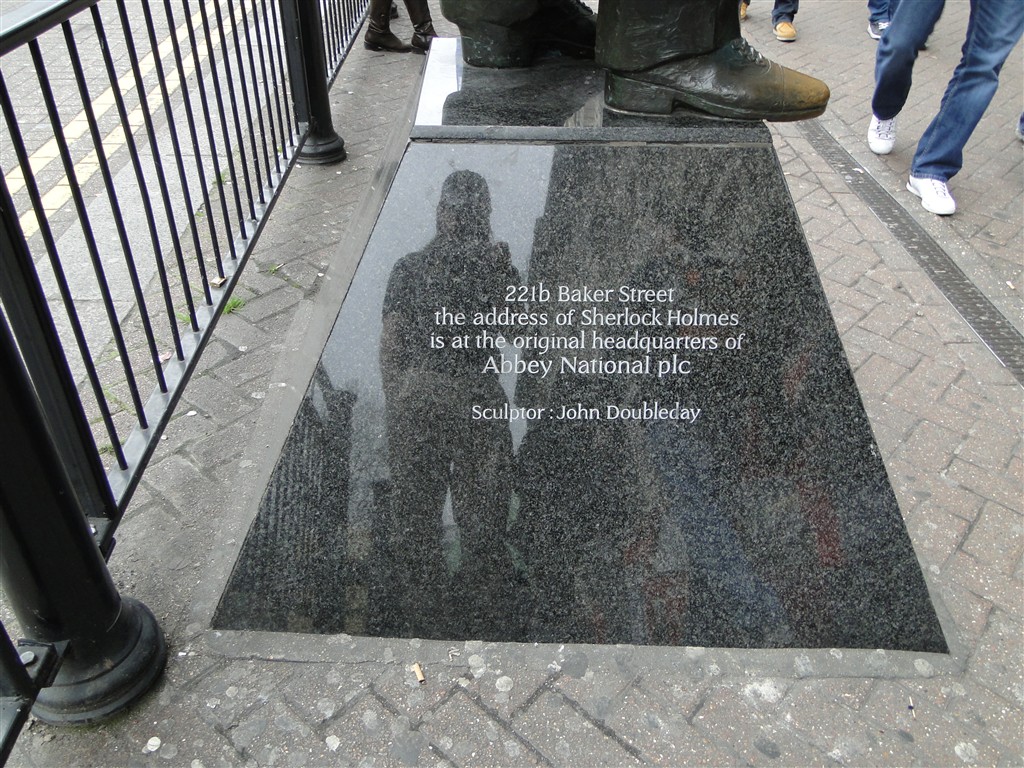 221b Baker Street
the address of Sherlock Holmes
is at the original headquarters of
Abbey National plc
Sculptor : John Doubleday